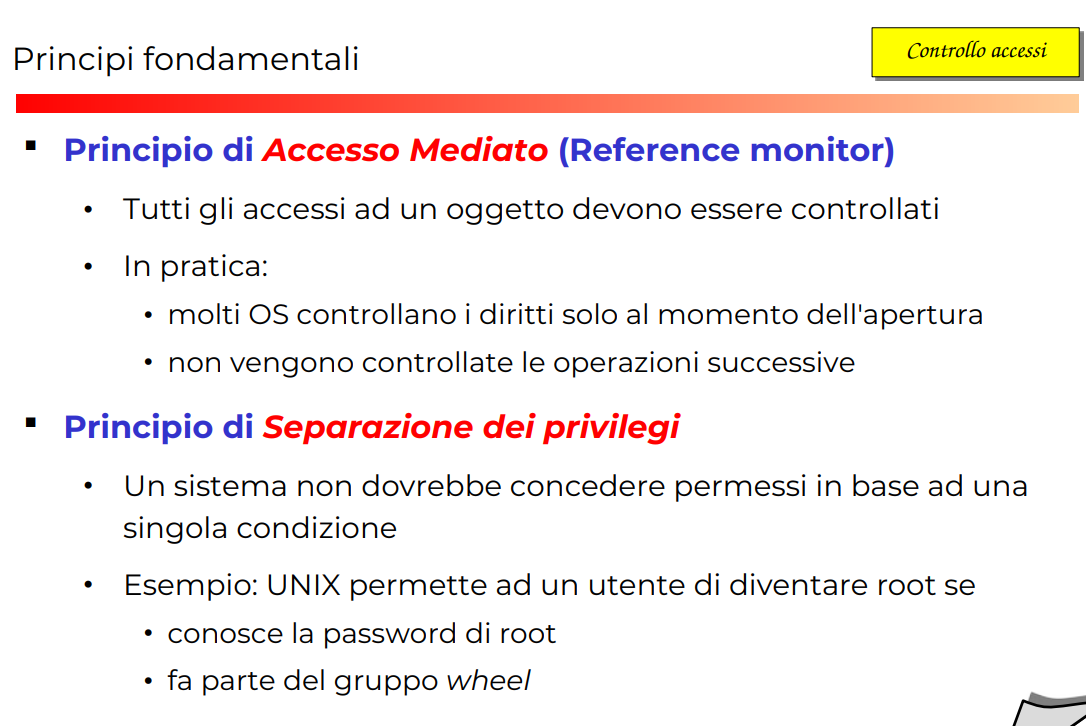 Principi fondamentali
Controllo accessi
▪ Principio di Accesso Mediato (Reference monitor)
• Tutti gli accessi ad un oggetto devono essere controllati
• In pratica:
• molti OS controllano i diritti solo al momento dell'apertura
• non vengono controllate le operazioni successive
▪ Principio di Separazione dei privilegi
• Un sistema non dovrebbe concedere permessi in base ad una
singola condizione
• Esempio: UNIX permette ad un utente di diventare root se
• conosce la password di root
• fa parte del gruppo wheel